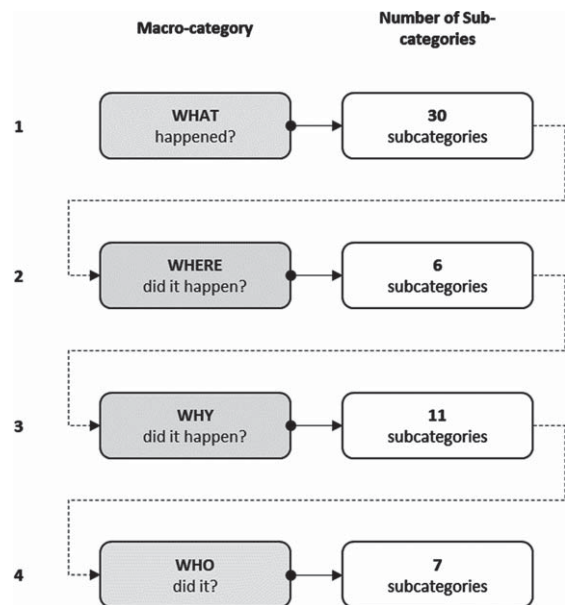 Macro-category
Number of Sub-
categories
1
WHAT
happened?
30
subcategories
2
WHERE
did it happen?
6
subcategories
3
WHY
did it happen?
11
subcategories
4
WHO
did it?
7
subcategories